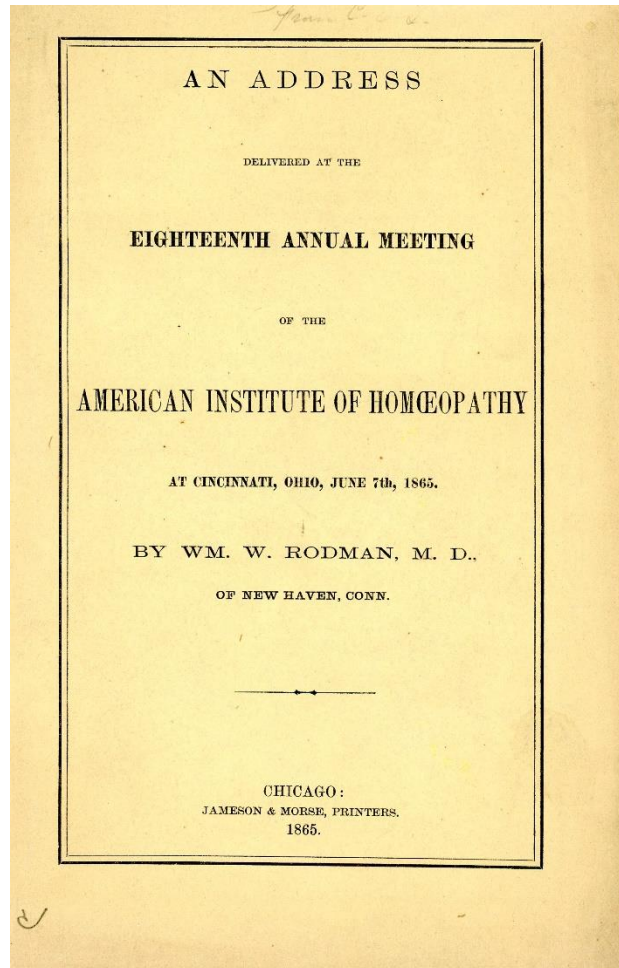 AN ADDRESS
DELIVERED AT THE
EIGHTEENTH ANNUAL MEETING
OF THE
AMERICAN INSTITUTE OF HOMŒOPATHY
AT CINCINNATI, OHIO, JUNE 7th, 1865.
BY WM. W. RODMAN, M. D.,
OF NEW HAVEN, CONN.
CHICAGO:
JAMESON & MORSE, PRINTERS.
1865.